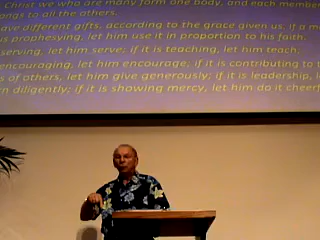 Christ we who are many form one body, and each member
ngs to all the others.
ave different gifts, according to the grace given us. If a m
s prophesying, let him use it in proportion to his faith.
serving, let him serve; if it is teaching, let him teach;
encouraging, let him encourage; if it is contributing to t
s of others, let him give generously; if it is leadership, l
rn diligently; if it is showing mercy, let him do it cheerf